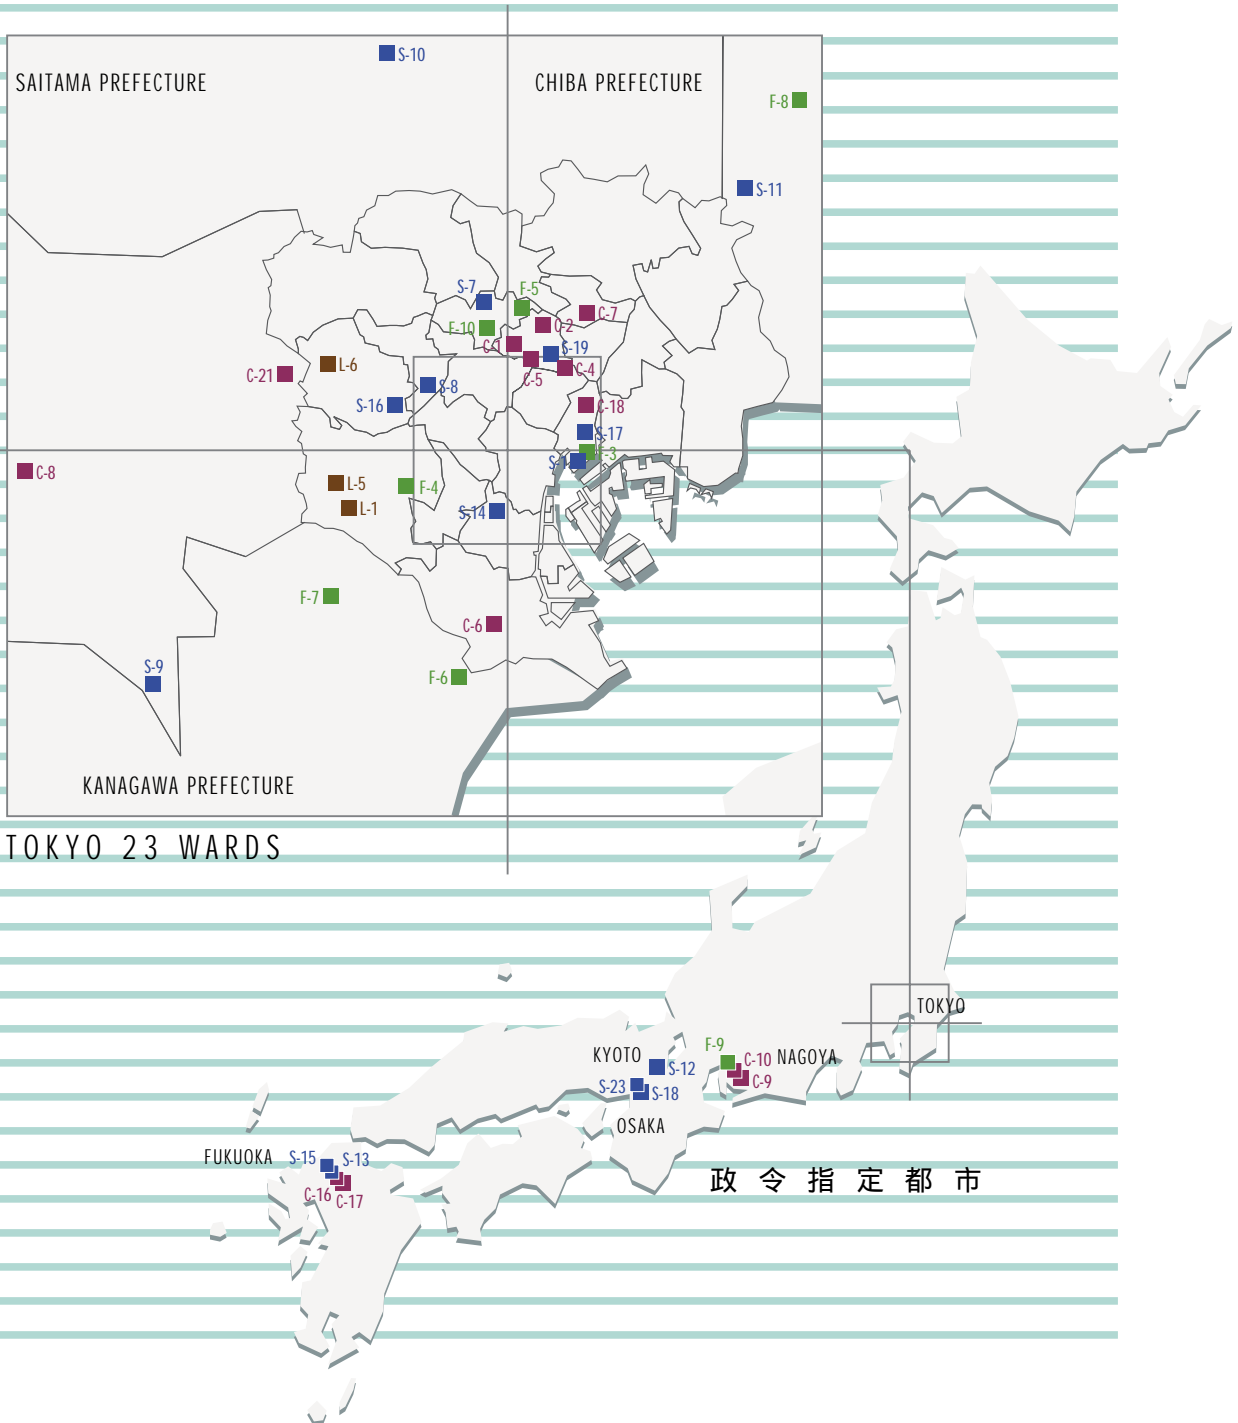 S-10
SAITAMA PREFECTURE
CHIBA PREFECTURE
F-8
S-11
S-7
F-5
C-7
F-10
C-2
C-1
S-19
C-5
C-4
L-6
C-21
S-8
S-16
C-18
S-17
F-3
C-8
L-5
F-4
L-1
S-14
F-7
C-6
S-9
F-6
KANAGAWA PREFECTURE
TOKYO 23 WARDS
TOKYO
F-9
KYOTO
C-10
NAGOYA
S-12
C-9
S-23
S-18
OSAKA
FUKUOKA
S-15
S-13
政令指定都市
C-16
C-17